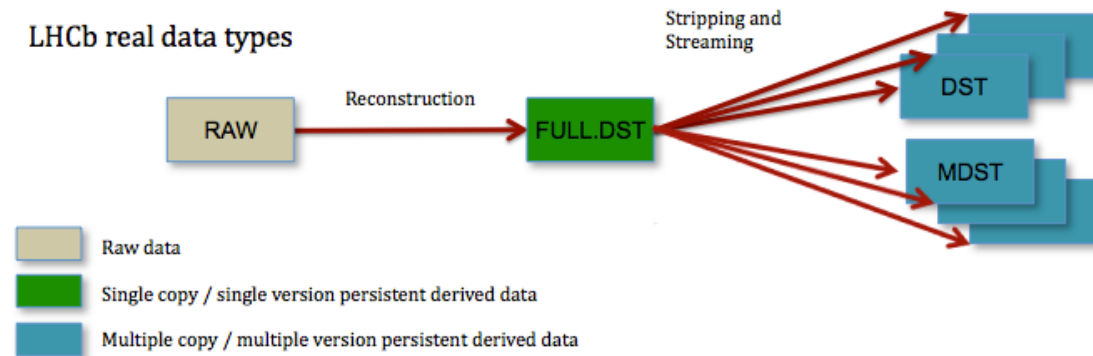 LHCb real data types
Stripping and
Streaming
Reconstruction
RAW
FULL.DST
DST
MDST
Raw data
Single copy / single version persistent derived data
Multiple copy / multiple version persistent derived data